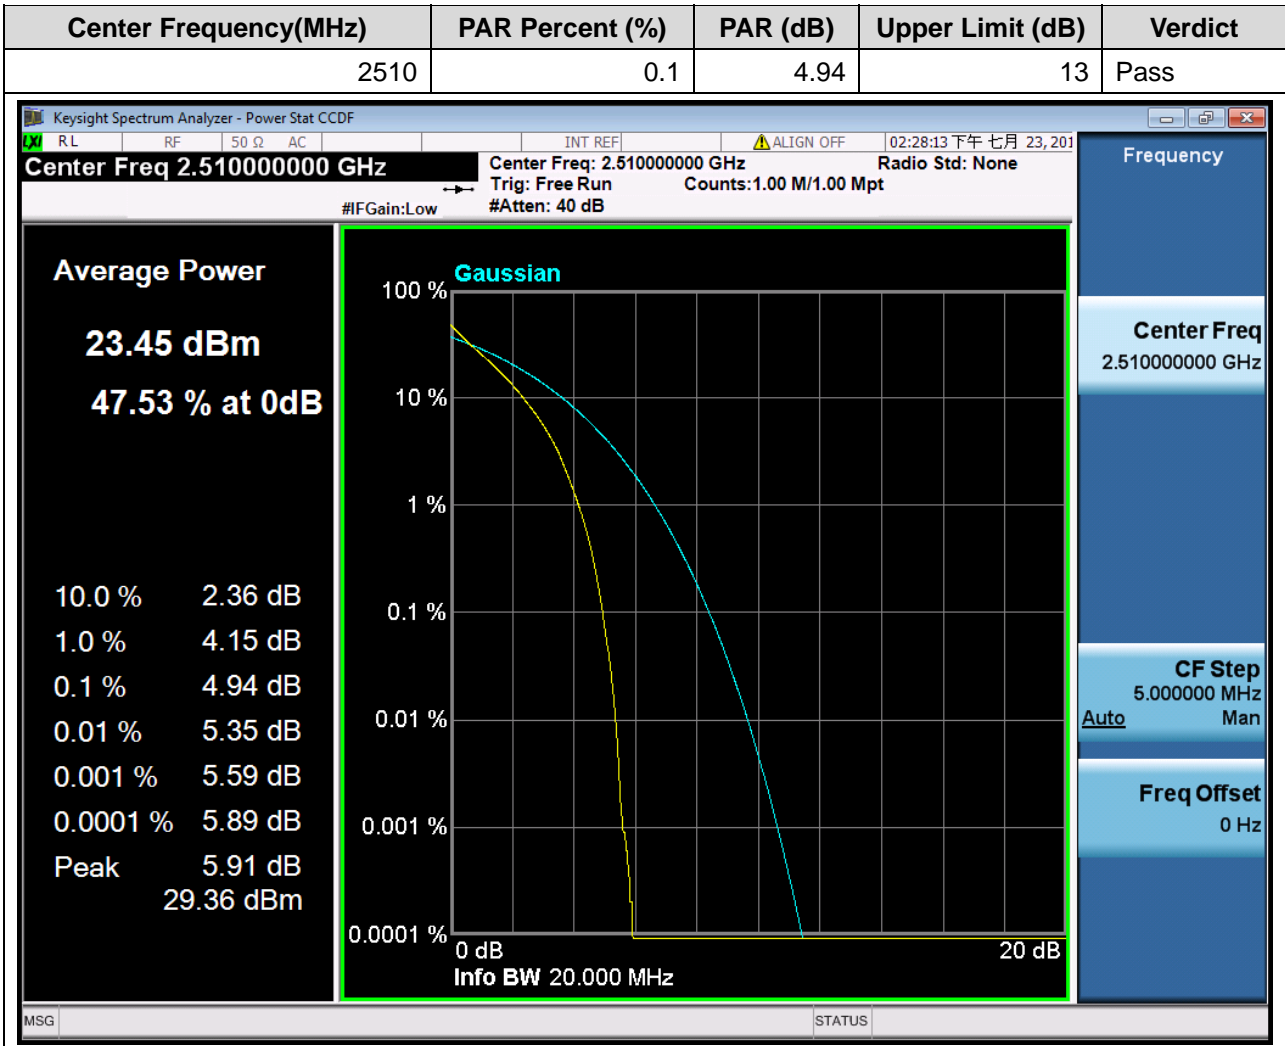 Center Frequency(MHz) PAR Percent (%) PAR (dB) Upper Limit (dB) Verdict
2510 0.1 4.94 13 Pass
Keysight Spectrum Analyzer - Power Stat CCDF
LXI RL RF 50 Ω AC INT REF ALIGN OFF 02:28:13 下午 七月 23, 201
Center Freq 2.510000000 GHz
Center Freq: 2.510000000 GHz Radio Std: None
Trig: Free Run Counts:1.00 M/1.00 Mpt
#IFGain:Low #Atten: 40 dB
Average Power
23.45 dBm
47.53 % at 0dB
10.0 % 2.36 dB
1.0 % 4.15 dB
0.1 % 4.94 dB
0.01 % 5.35 dB
0.001 % 5.59 dB
0.0001 % 5.89 dB
Peak 5.91 dB
29.36 dBm
Gaussian
100 %
10 %
1 %
0.1 %
0.01 %
0.001 %
0.0001 %
0 dB 20 dB
Info BW 20.000 MHz
Frequency
Center Freq
2.510000000 GHz
CF Step
5.000000 MHz
Auto Man
Freq Offset
0 Hz
MSG STATUS